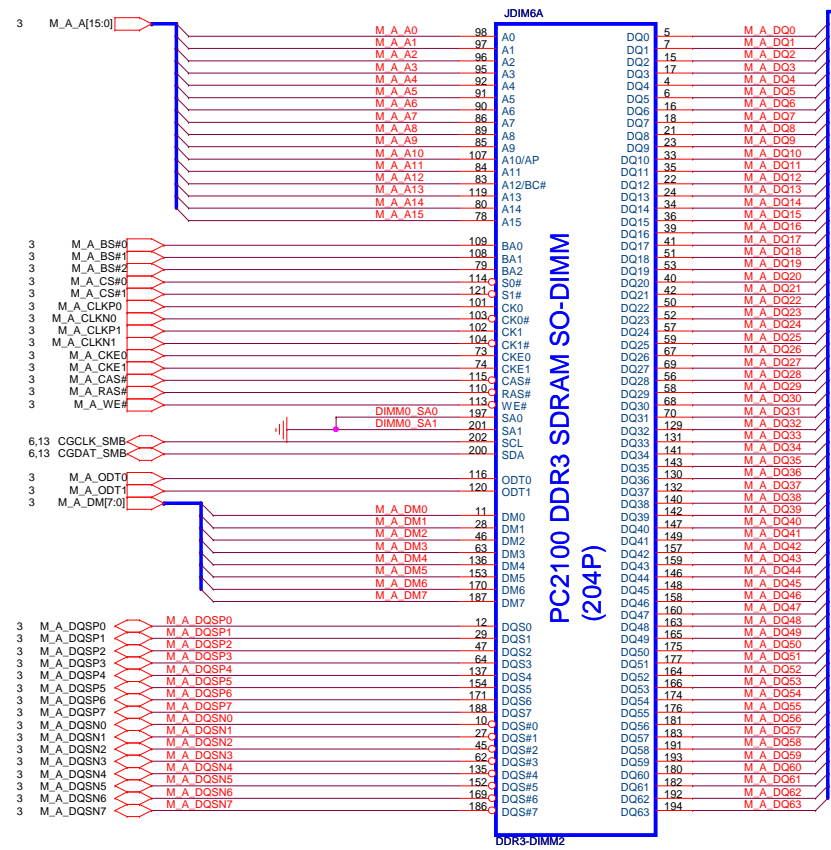 JDIM6A
3 M_A_A[15:0]
M_A_A0 98 A0
M_A_A1 97 A1
M_A_A2 96 A2
M_A_A3 95 A3
M_A_A4 92 A4
M_A_A5 91 A5
M_A_A6 90 A6
M_A_A7 86 A7
M_A_A8 89 A8
M_A_A9 85 A9
M_A_A10 107 A10/AP
M_A_A11 84 A11
M_A_A12 83 A12/BC#
M_A_A13 119 A13
M_A_A14 80 A14
M_A_A15 78 A15
3 M_A_BS#0 109 BA0
3 M_A_BS#1 108 BA1
3 M_A_BS#2 79 BA2
3 M_A_CS#0 114 S0#
3 M_A_CS#1 121 S1#
3 M_A_CLKP0 101 CK0
3 M_A_CLKN0 103 CK0#
3 M_A_CLKP1 102 CK1
3 M_A_CLKN1 104 CK1#
3 M_A_CKE0 73 CKE0
3 M_A_CKE1 74 CKE1
3 M_A_CAS# 115 CAS#
3 M_A_RAS# 110 RAS#
3 M_A_WE# 113 WE#
DIMM0_SA0 197 SA0
DIMM0_SA1 201 SA1
6,13 CGCLK_SMB 202 SCL
6,13 CGDAT_SMB 200 SDA
3 M_A_ODT0 116 ODT0
3 M_A_ODT1 120 ODT1
3 M_A_DM[7:0]
M_A_DM0 11 DM0
M_A_DM1 28 DM1
M_A_DM2 46 DM2
M_A_DM3 63 DM3
M_A_DM4 136 DM4
M_A_DM5 153 DM5
M_A_DM6 170 DM6
M_A_DM7 187 DM7
3 M_A_DQSP0 M_A_DQSP0 12 DQS0
3 M_A_DQSP1 M_A_DQSP1 29 DQS1
3 M_A_DQSP2 M_A_DQSP2 47 DQS2
3 M_A_DQSP3 M_A_DQSP3 64 DQS3
3 M_A_DQSP4 M_A_DQSP4 137 DQS4
3 M_A_DQSP5 M_A_DQSP5 154 DQS5
3 M_A_DQSP6 M_A_DQSP6 171 DQS6
3 M_A_DQSP7 M_A_DQSP7 188 DQS7
3 M_A_DQSN0 M_A_DQSN0 10 DQS#0
3 M_A_DQSN1 M_A_DQSN1 27 DQS#1
3 M_A_DQSN2 M_A_DQSN2 45 DQS#2
3 M_A_DQSN3 M_A_DQSN3 62 DQS#3
3 M_A_DQSN4 M_A_DQSN4 135 DQS#4
3 M_A_DQSN5 M_A_DQSN5 152 DQS#5
3 M_A_DQSN6 M_A_DQSN6 169 DQS#6
3 M_A_DQSN7 M_A_DQSN7 186 DQS#7
PC2100 DDR3 SDRAM SO-DIMM
(204P)
DQ0 5 M_A_DQ0
DQ1 7 M_A_DQ1
DQ2 15 M_A_DQ2
DQ3 17 M_A_DQ3
DQ4 4 M_A_DQ4
DQ5 6 M_A_DQ5
DQ6 16 M_A_DQ6
DQ7 18 M_A_DQ7
DQ8 21 M_A_DQ8
DQ9 23 M_A_DQ9
DQ10 33 M_A_DQ10
DQ11 35 M_A_DQ11
DQ12 22 M_A_DQ12
DQ13 24 M_A_DQ13
DQ14 34 M_A_DQ14
DQ15 36 M_A_DQ15
DQ16 39 M_A_DQ16
DQ17 41 M_A_DQ17
DQ18 51 M_A_DQ18
DQ19 53 M_A_DQ19
DQ20 40 M_A_DQ20
DQ21 42 M_A_DQ21
DQ22 50 M_A_DQ22
DQ23 52 M_A_DQ23
DQ24 57 M_A_DQ24
DQ25 59 M_A_DQ25
DQ26 67 M_A_DQ26
DQ27 69 M_A_DQ27
DQ28 56 M_A_DQ28
DQ29 58 M_A_DQ29
DQ30 68 M_A_DQ30
DQ31 70 M_A_DQ31
DQ32 129 M_A_DQ32
DQ33 131 M_A_DQ33
DQ34 141 M_A_DQ34
DQ35 143 M_A_DQ35
DQ36 130 M_A_DQ36
DQ37 132 M_A_DQ37
DQ38 140 M_A_DQ38
DQ39 142 M_A_DQ39
DQ40 147 M_A_DQ40
DQ41 149 M_A_DQ41
DQ42 157 M_A_DQ42
DQ43 159 M_A_DQ43
DQ44 146 M_A_DQ44
DQ45 148 M_A_DQ45
DQ46 158 M_A_DQ46
DQ47 160 M_A_DQ47
DQ48 163 M_A_DQ48
DQ49 165 M_A_DQ49
DQ50 175 M_A_DQ50
DQ51 177 M_A_DQ51
DQ52 164 M_A_DQ52
DQ53 166 M_A_DQ53
DQ54 174 M_A_DQ54
DQ55 176 M_A_DQ55
DQ56 181 M_A_DQ56
DQ57 183 M_A_DQ57
DQ58 191 M_A_DQ58
DQ59 193 M_A_DQ59
DQ60 180 M_A_DQ60
DQ61 182 M_A_DQ61
DQ62 192 M_A_DQ62
DQ63 194 M_A_DQ63
DDR3-DIMM2